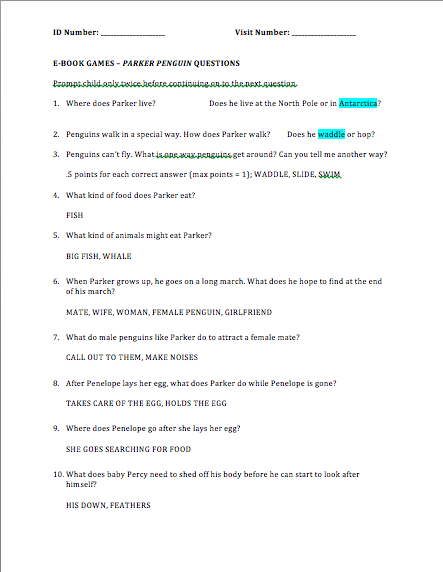 ID Number: ____________________ Visit Number: ____________________
E-BOOK GAMES – PARKER PENGUIN QUESTIONS
Prompt child only twice before continuing on to the next question.
1. Where does Parker live? Does he live at the North Pole or in Antarctica?
2. Penguins walk in a special way. How does Parker walk? Does he waddle or hop?
3. Penguins can't fly. What is one way penguins get around? Can you tell me another way?
.5 points for each correct answer (max points = 1); WADDLE, SLIDE, SWIM
4. What kind of food does Parker eat?
FISH
5. What kind of animals might eat Parker?
BIG FISH, WHALE
6. When Parker grows up, he goes on a long march. What does he hope to find at the end
of his march?
MATE, WIFE, WOMAN, FEMALE PENGUIN, GIRLFRIEND
7. What do male penguins like Parker do to attract a female mate?
CALL OUT TO THEM, MAKE NOISES
8. After Penelope lays her egg, what does Parker do while Penelope is gone?
TAKES CARE OF THE EGG, HOLDS THE EGG
9. Where does Penelope go after she lays her egg?
SHE GOES SEARCHING FOR FOOD
10. What does baby Percy need to shed off his body before he can start to look after
himself?
HIS DOWN, FEATHERS